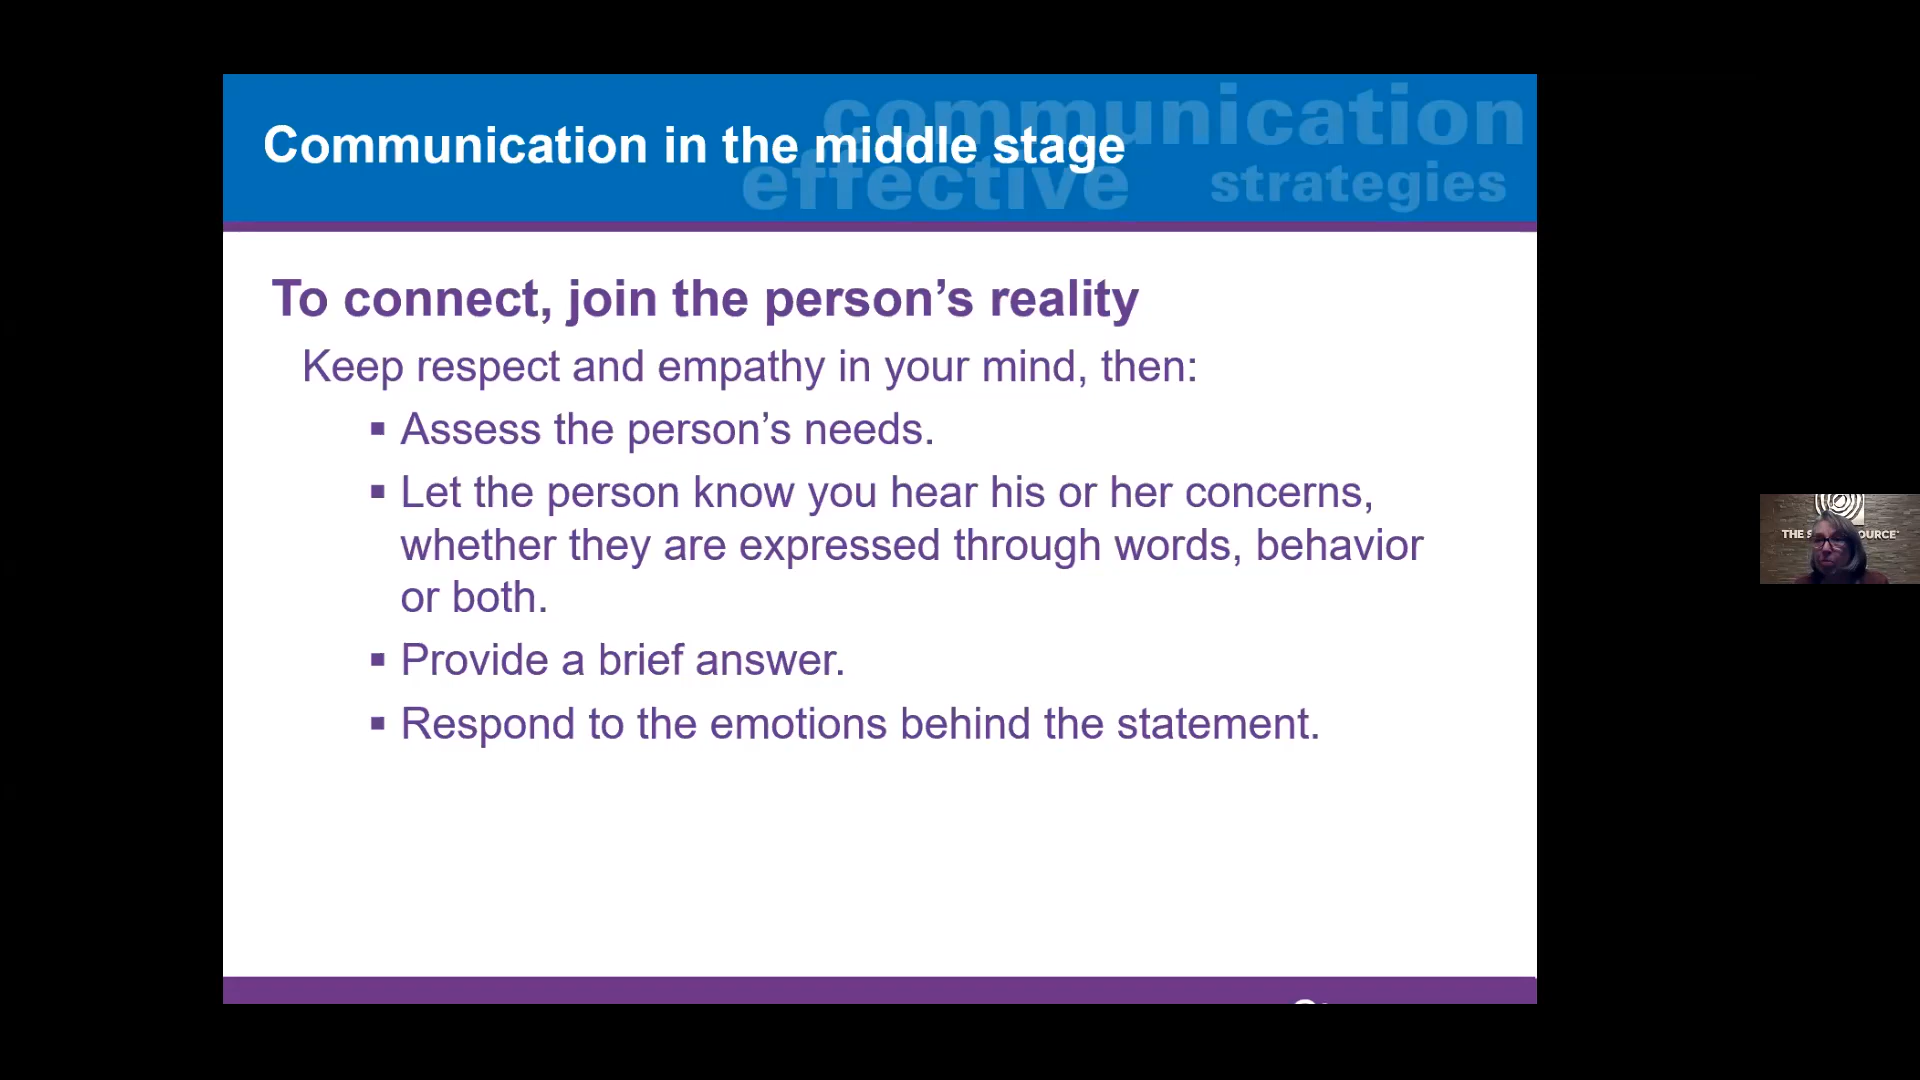 communication
Communication in the middle stage
effective strategies
To connect, join the person’s reality
Keep respect and empathy in your mind, then:
▪ Assess the person’s needs.
▪ Let the person know you hear his or her concerns,
whether they are expressed through words, behavior
or both.
▪ Provide a brief answer.
▪ Respond to the emotions behind the statement.
THE